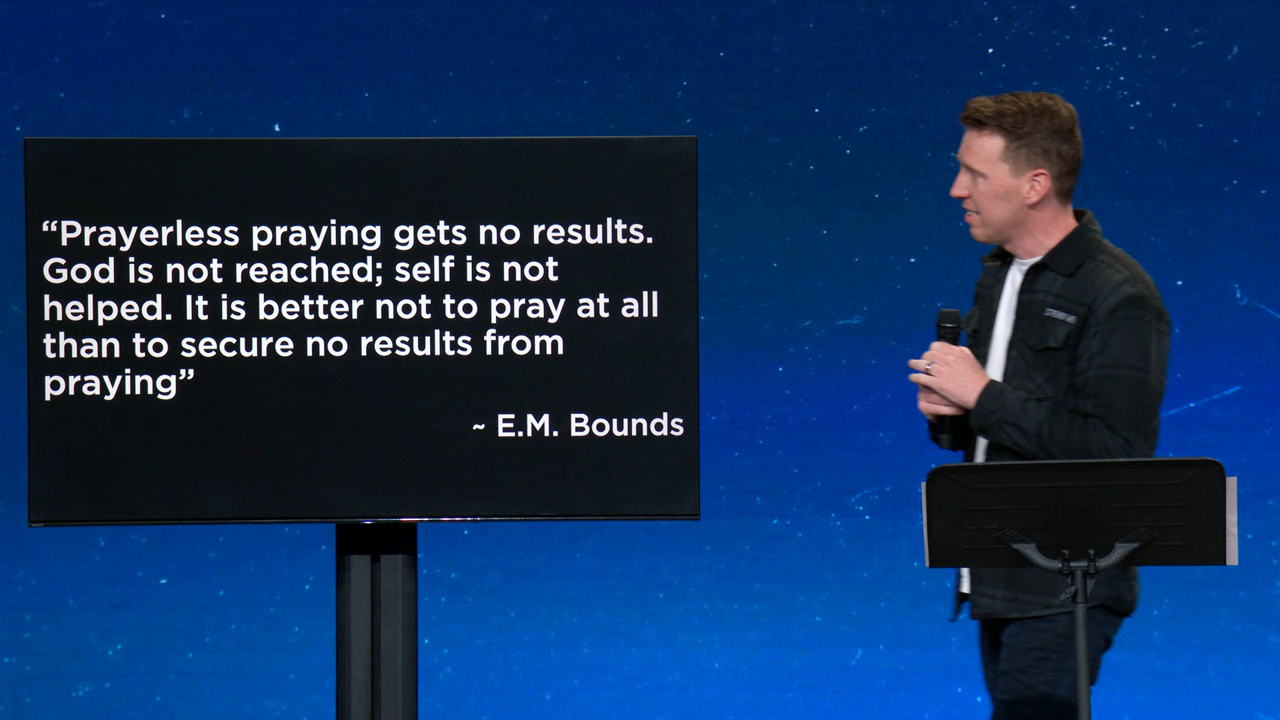 “Prayerless praying gets no results.
God is not reached; self is not
helped. It is better not to pray at all
than to secure no results from
praying”
~ E.M. Bounds